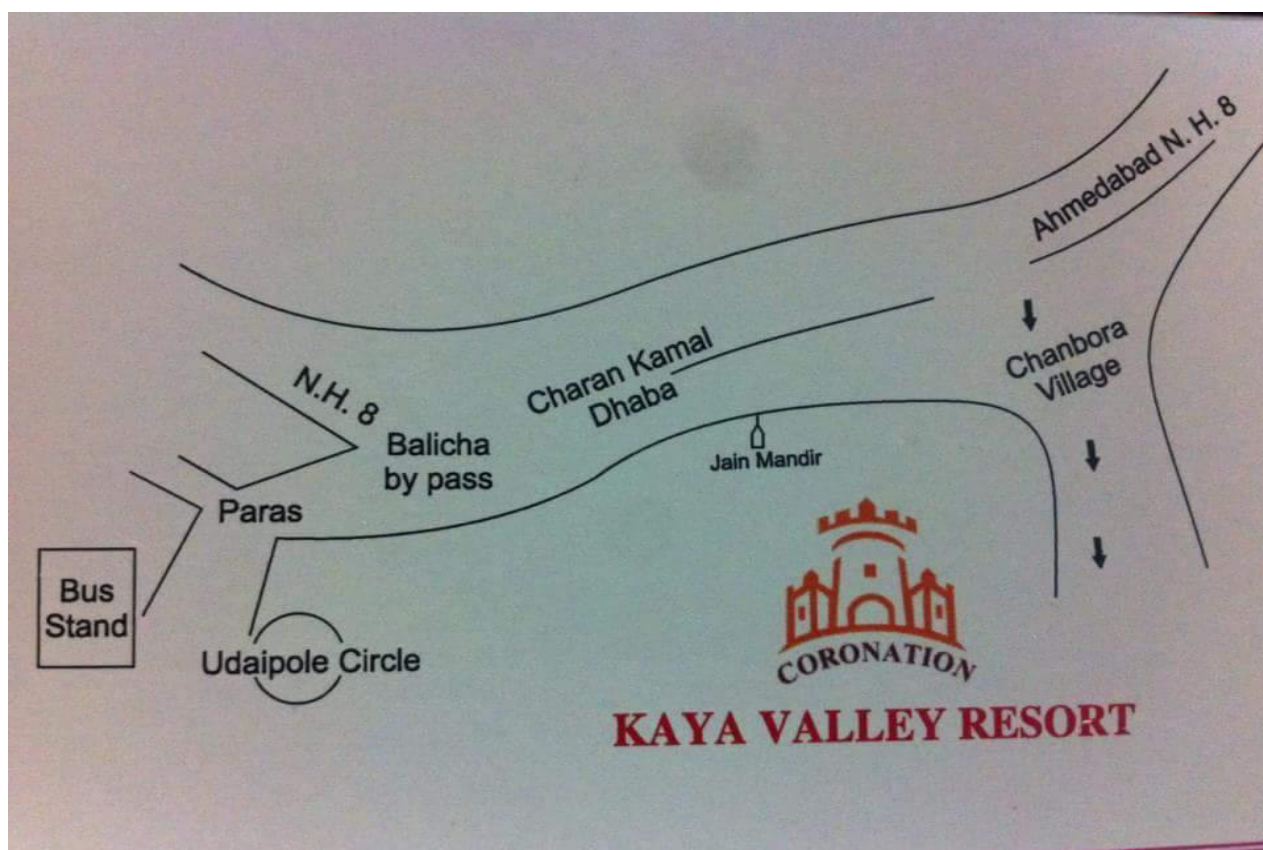 Ahmedabad N. H. 8
Chanbora
Village
Charan Kamal
Dhaba
N.H. 8
Balicha
by pass
Jain Mandir
Paras
Bus
Stand
Udaipole Circle
CORONATION
KAYA VALLEY RESORT